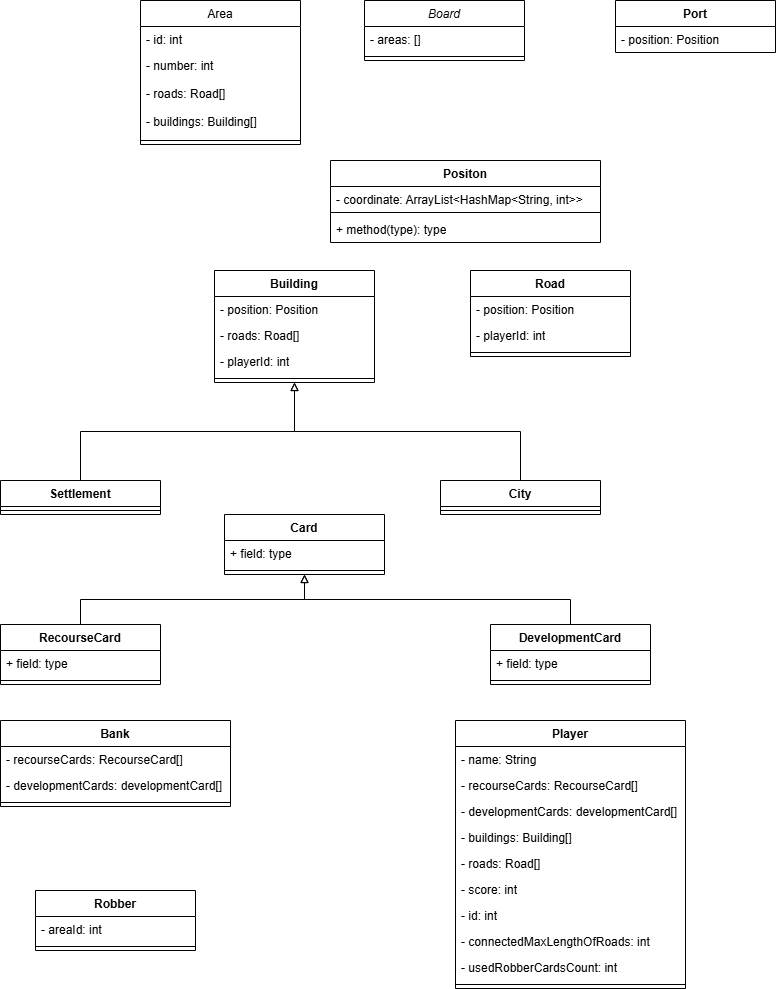 Area
- id: int
- number: int
- roads: Road[]
- buildings: Building[]
Board
- areas: []
Port
- position: Position
Positon
- coordinate: ArrayList<HashMap<String, int>>
+ method(type): type
Building
- position: Position
- roads: Road[]
- playerId: int
Road
- position: Position
- playerId: int
Settlement
City
Card
+ field: type
RecourseCard
+ field: type
DevelopmentCard
+ field: type
Bank
- recourseCards: RecourseCard[]
- developmentCards: developmentCard[]
Player
- name: String
- recourseCards: RecourseCard[]
- developmentCards: developmentCard[]
- buildings: Building[]
- roads: Road[]
- score: int
- id: int
- connectedMaxLengthOfRoads: int
- usedRobberCardsCount: int
Robber
- areaId: int